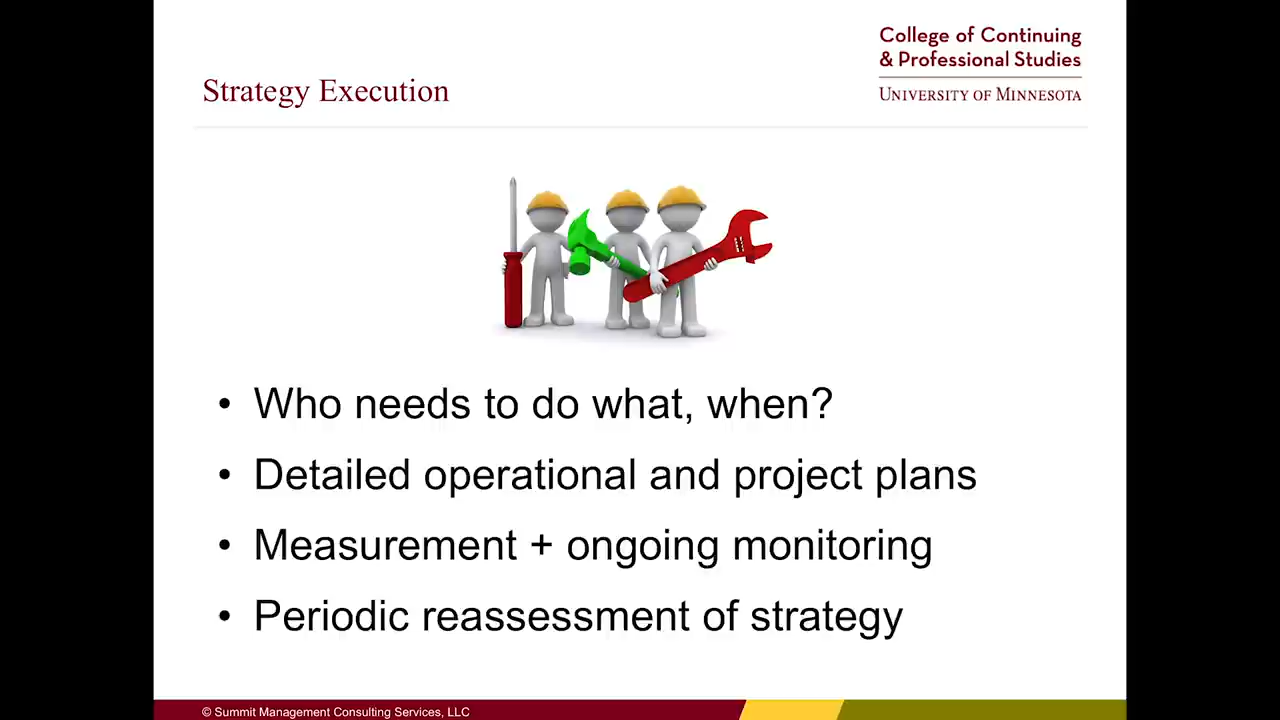 College of Continuing
& Professional Studies
UNIVERSITY OF MINNESOTA
Strategy Execution
• Who needs to do what, when?
• Detailed operational and project plans
• Measurement + ongoing monitoring
• Periodic reassessment of strategy
© Summit Management Consulting Services, LLC